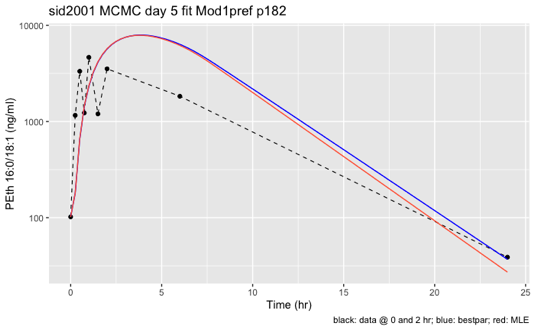 sid2001 MCMC day 5 fit Mod1pref p182
PEth 16:0/18:1 (ng/ml)
10000
1000
100
0
5
10
15
20
25
Time (hr)
black: data @ 0 and 2 hr; blue: bestpar; red: MLE